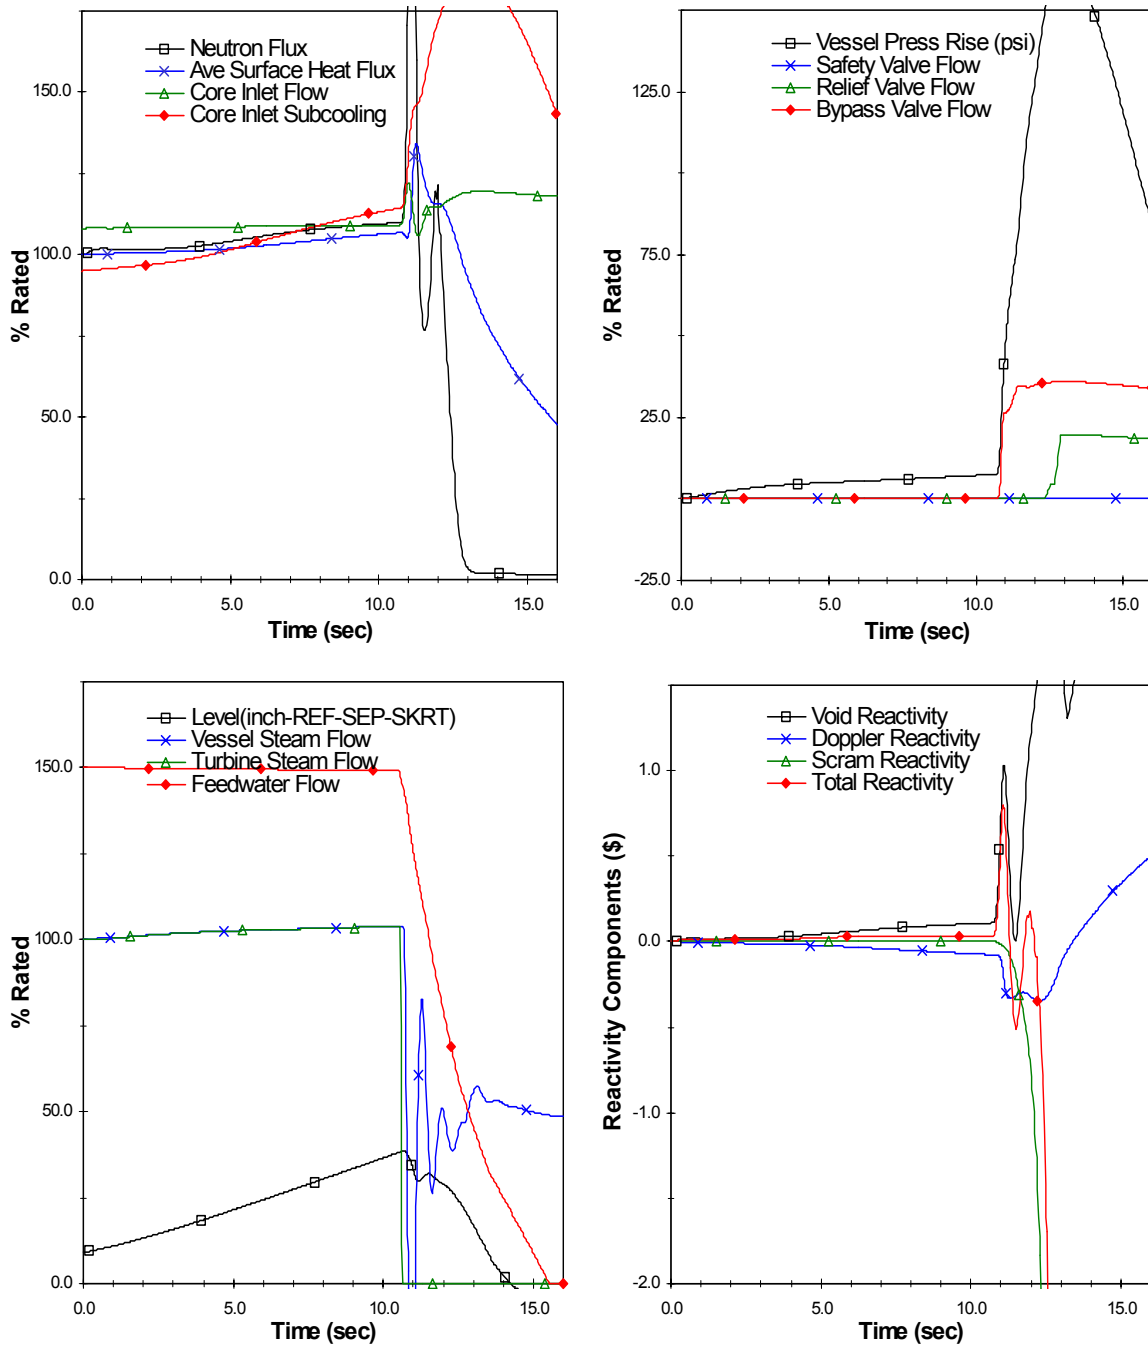 Neutron Flux
Ave Surface Heat Flux
Core Inlet Flow
Core Inlet Subcooling
150.0
100.0
50.0
0.0
% Rated
0.0 5.0 10.0 15.0
Time (sec)
Vessel Press Rise (psi)
Safety Valve Flow
Relief Valve Flow
Bypass Valve Flow
125.0
75.0
25.0
-25.0
% Rated
0.0 5.0 10.0 15.0
Time (sec)
Level(inch-REF-SEP-SKRT)
Vessel Steam Flow
Turbine Steam Flow
Feedwater Flow
150.0
100.0
50.0
0.0
% Rated
0.0 5.0 10.0 15.0
Time (sec)
Void Reactivity
Doppler Reactivity
Scram Reactivity
Total Reactivity
1.0
0.0
-1.0
-2.0
Reactivity Components ($)
0.0 5.0 10.0 15.0
Time (sec)